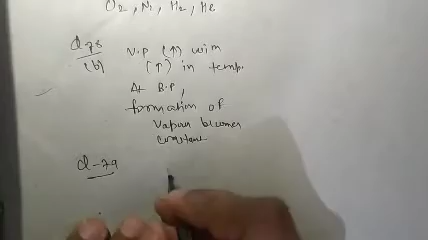 O2, N2, H2, He
Q78 V.P (↑) with
(b) (↑) in temp.
At B.P,
formation of
Vapour becomes
constant
Q-79